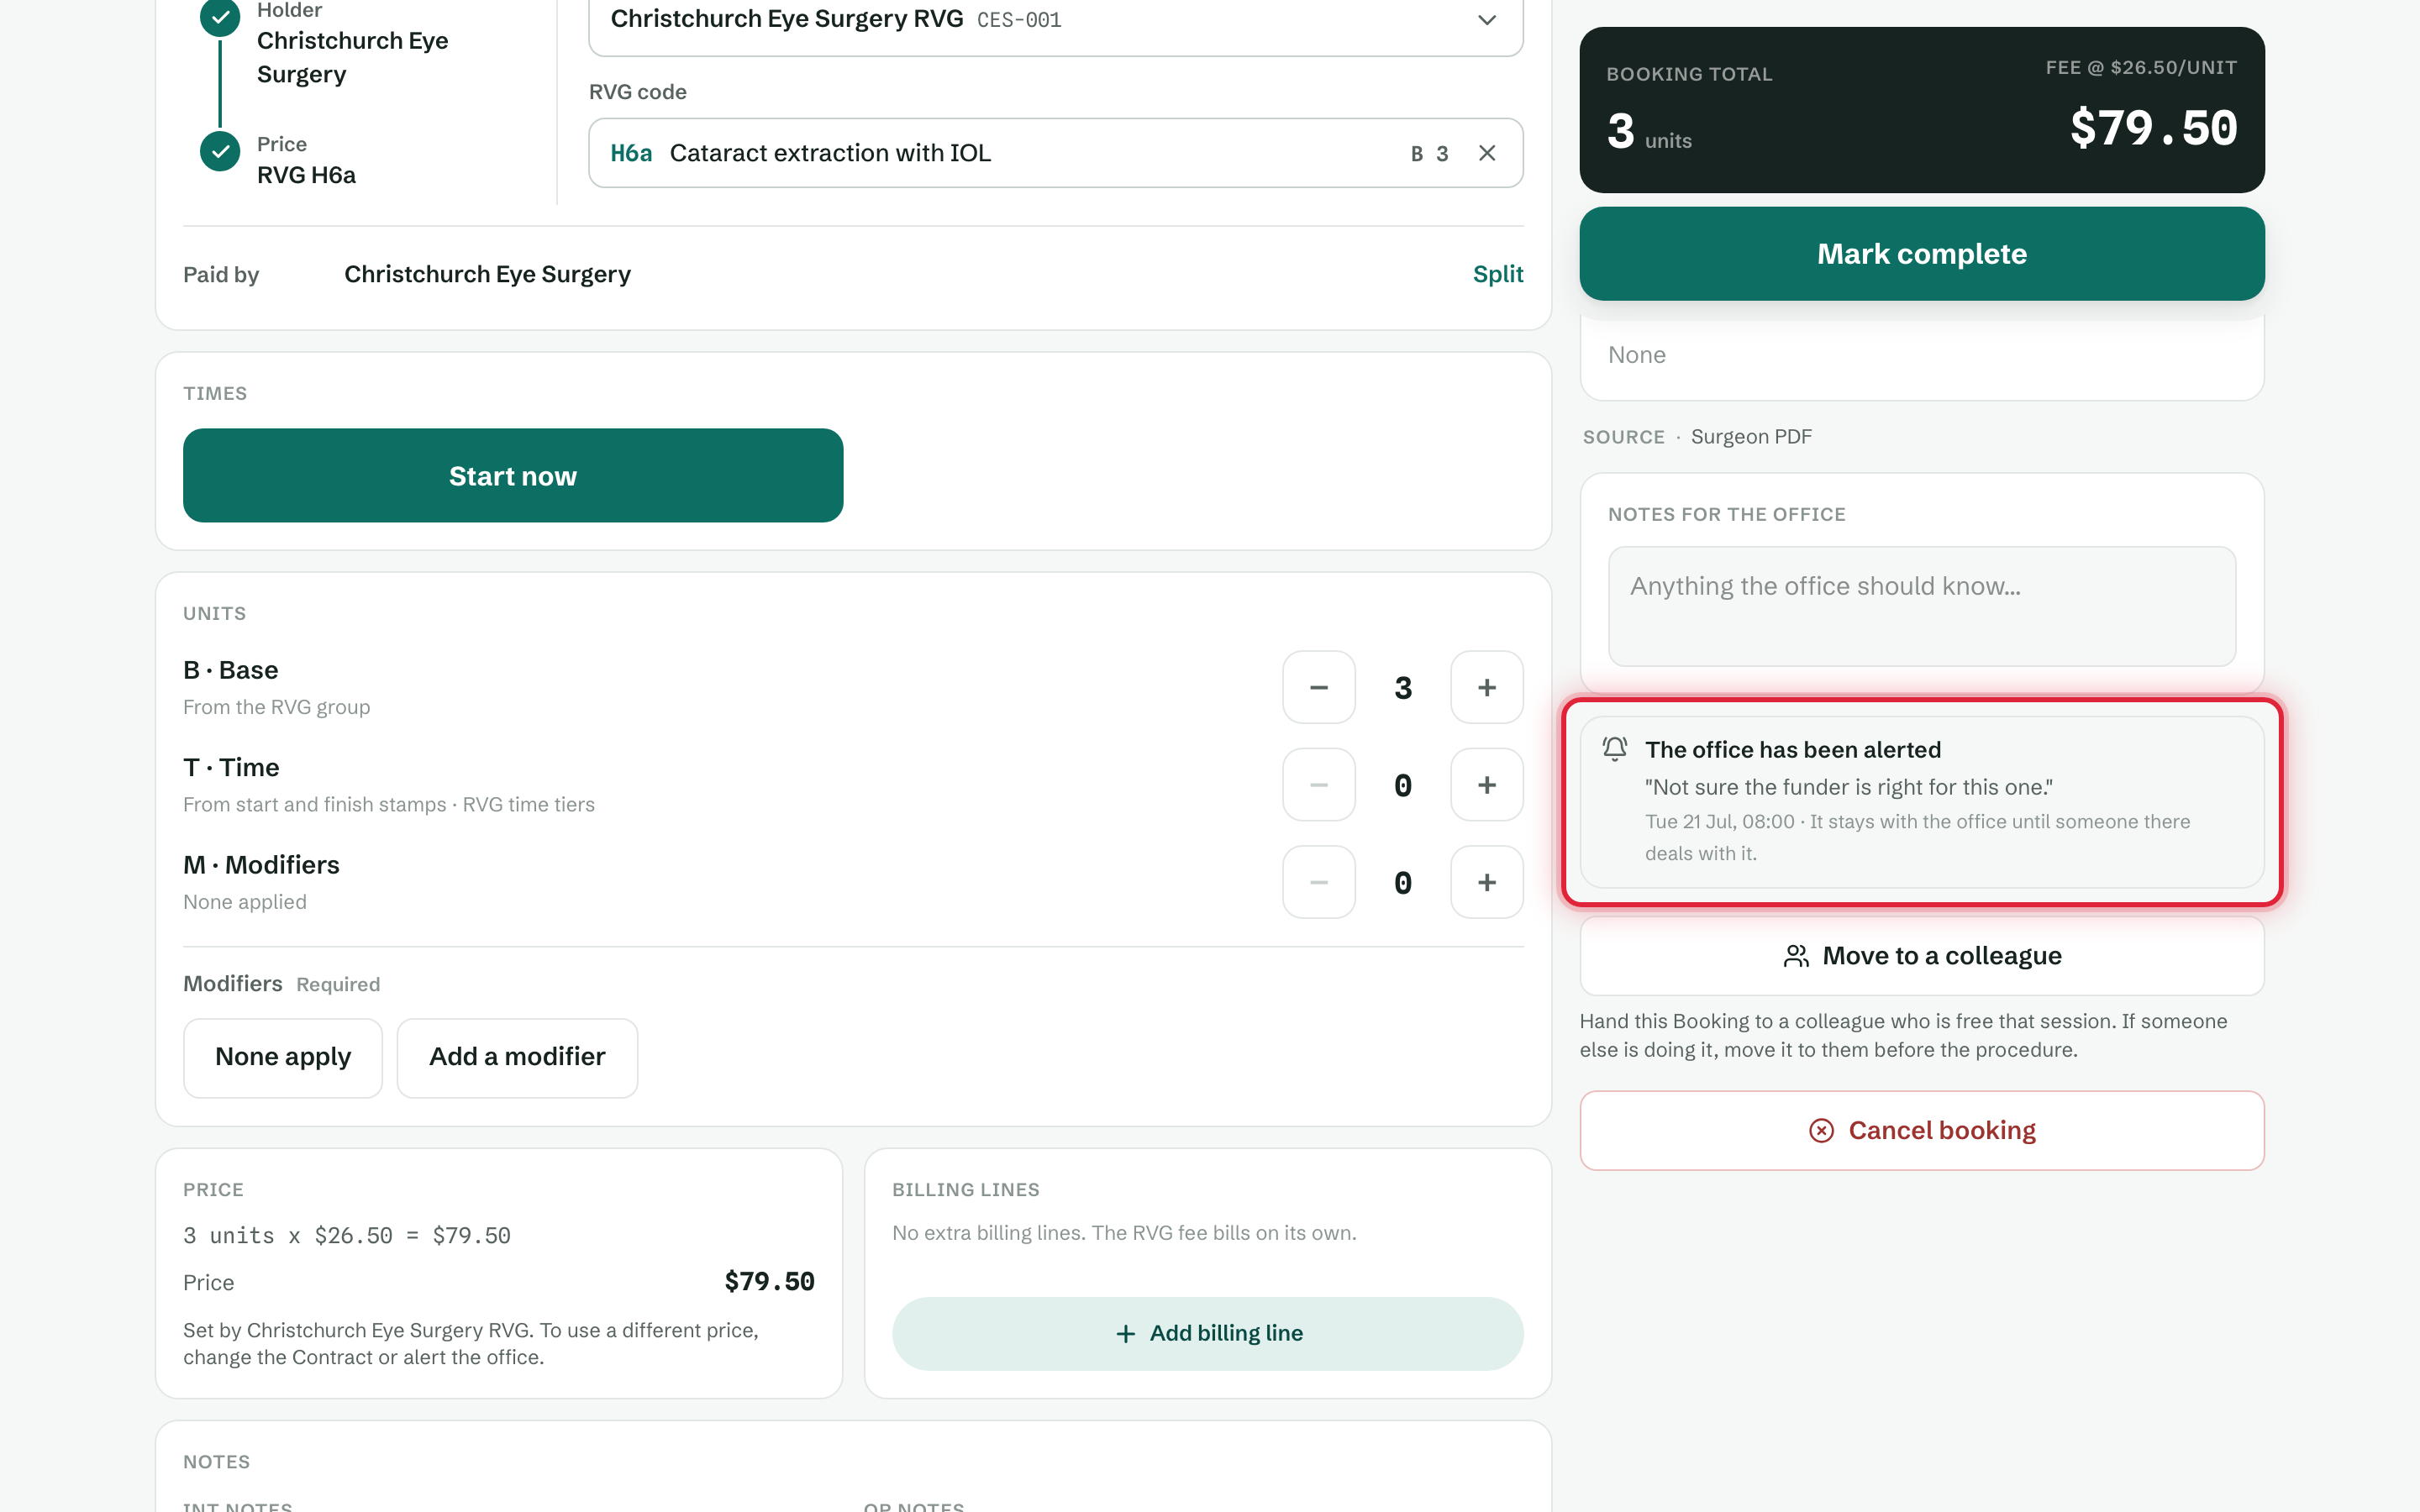 Holder
Christchurch Eye
Surgery
Price
RVG H6a
Christchurch Eye Surgery RVG CES-001
RVG code
H6a Cataract extraction with IOL B 3
Paid by Christchurch Eye Surgery Split
TIMES
Start now
UNITS
B · Base
From the RVG group
3
T · Time
From start and finish stamps · RVG time tiers
0
M · Modifiers
None applied
0
Modifiers Required
None apply
Add a modifier
PRICE
3 units x $26.50 = $79.50
Price $79.50
Set by Christchurch Eye Surgery RVG. To use a different price,
change the Contract or alert the office.
BILLING LINES
No extra billing lines. The RVG fee bills on its own.
Add billing line
NOTES
INT NOTES
OP NOTES
BOOKING TOTAL
FEE @ $26.50/UNIT
3 units
$79.50
Mark complete
None
SOURCE · Surgeon PDF
NOTES FOR THE OFFICE
Anything the office should know...
The office has been alerted
"Not sure the funder is right for this one."
Tue 21 Jul, 08:00 · It stays with the office until someone there
deals with it.
Move to a colleague
Hand this Booking to a colleague who is free that session. If someone
else is doing it, move it to them before the procedure.
Cancel booking